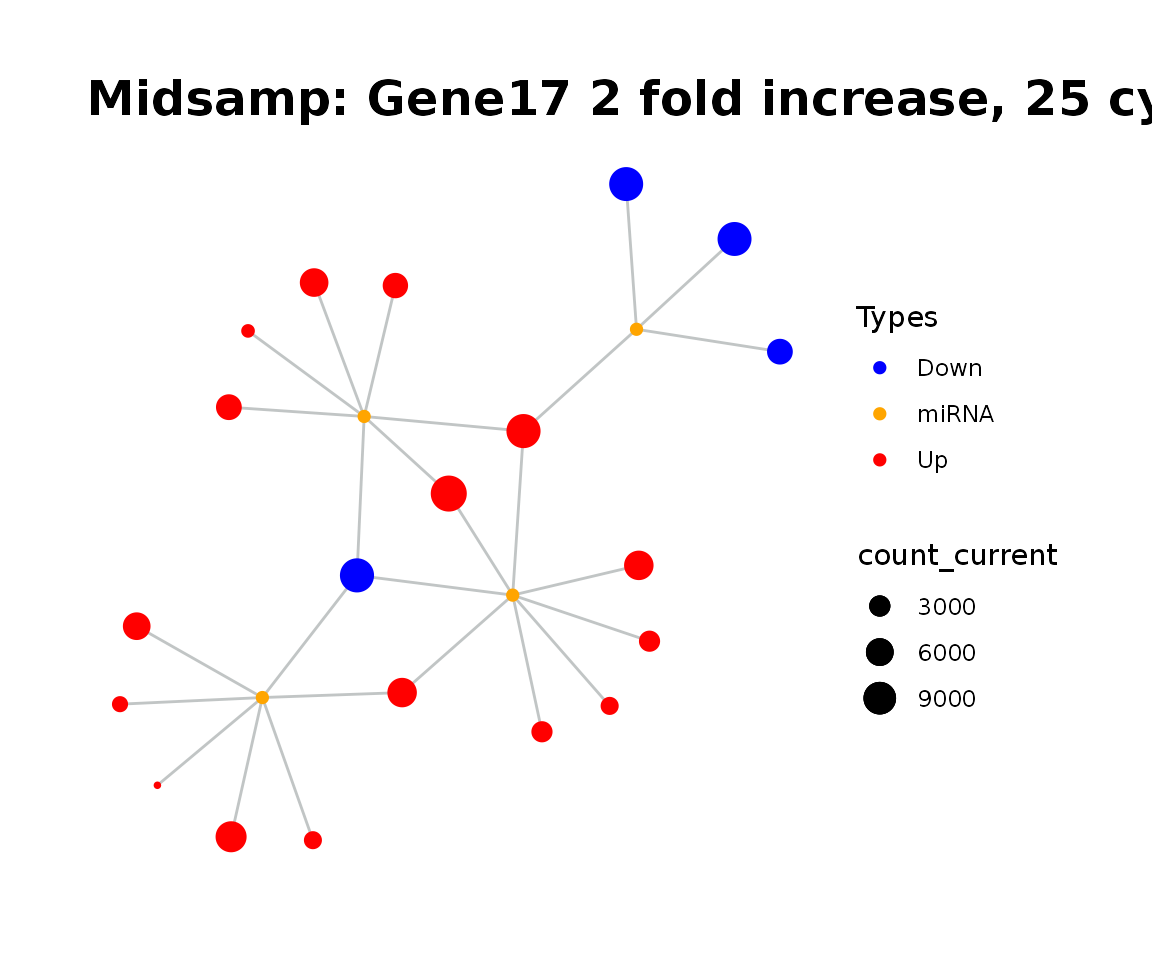 Midsamp: Gene17 2 fold increase, 25 cy
Types
Down
miRNA
Up
count_current
3000
6000
9000